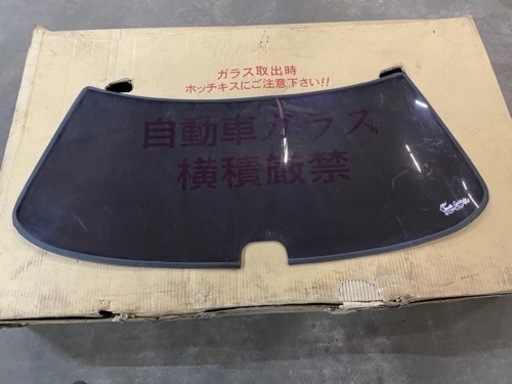 ガラス取出時
ホッチキスにご注意下さい!!
自動車ガラス
横積厳禁